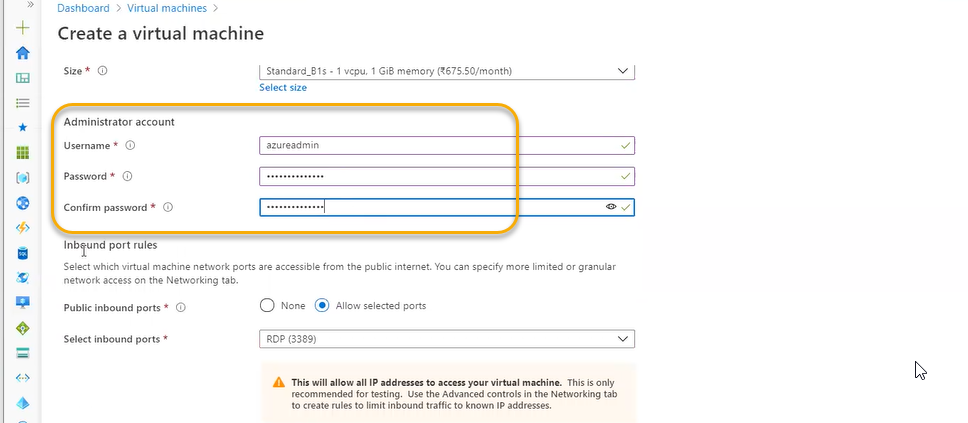 Dashboard > Virtual machines >
Create a virtual machine
Size * Standard_B1s - 1 vcpu, 1 GiB memory (₹675.50/month)
Select size
Administrator account
Username * azureadmin
Password * ••••••••••••••
Confirm password * ••••••••••••••
Inbound port rules
Select which virtual machine network ports are accessible from the public internet. You can specify more limited or granular
network access on the Networking tab.
Public inbound ports * None Allow selected ports
Select inbound ports * RDP (3389)
This will allow all IP addresses to access your virtual machine. This is only
recommended for testing. Use the Advanced controls in the Networking tab
to create rules to limit inbound traffic to known IP addresses.